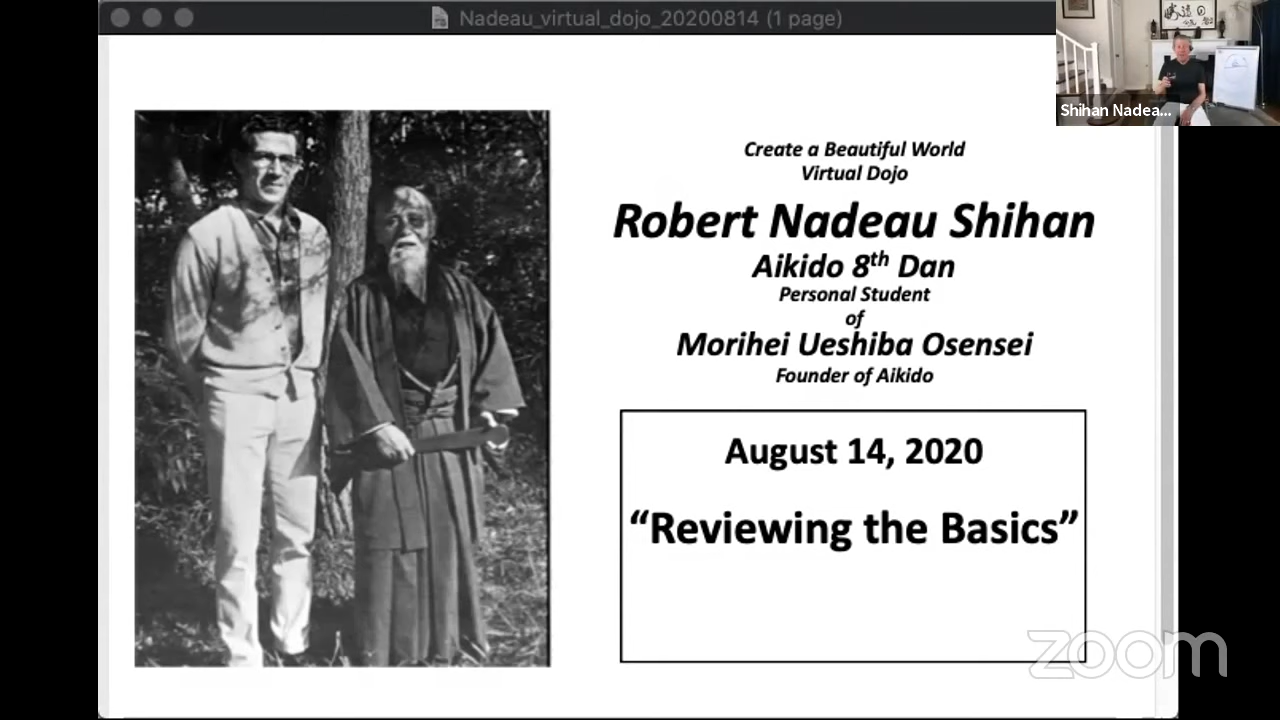 Nadeau_virtual_dojo_20200814 (1 page)
Shihan Nadea...
Create a Beautiful World
Virtual Dojo
Robert Nadeau Shihan
Aikido 8th Dan
Personal Student
of
Morihei Ueshiba Osensei
Founder of Aikido
August 14, 2020
“Reviewing the Basics”
zoom